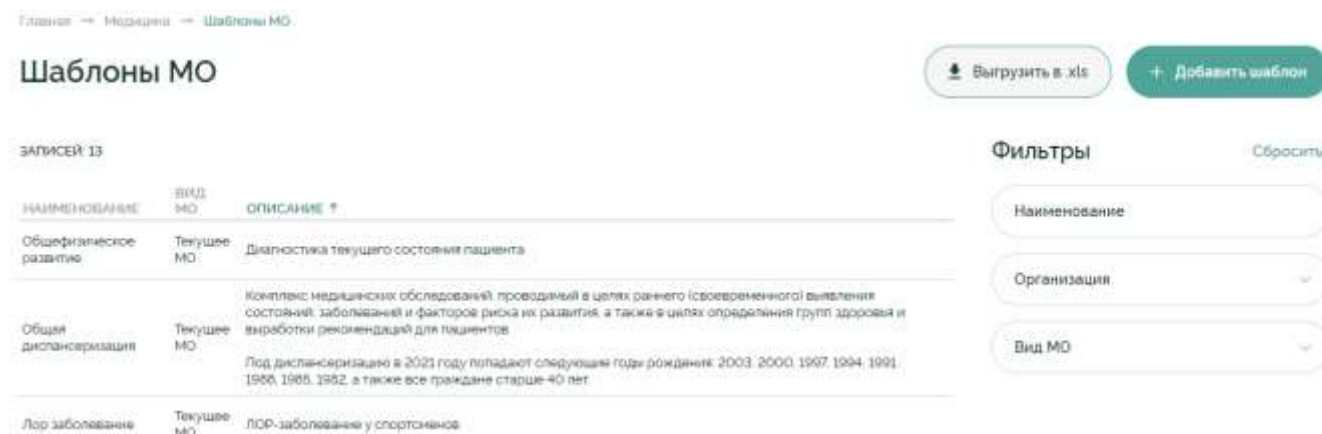 Главная → Медицина → Шаблоны МО
Шаблоны МО
Выгрузить в .xls
+ Добавить шаблон
ЗАПИСЕЙ: 13
НАИМЕНОВАНИЕ
ВИД
МО
ОПИСАНИЕ ↑
Общефизическое
развитие
Текущее
МО
Диагностика текущего состояния пациента
Общая
диспансеризация
Текущее
МО
Комплекс медицинских обследований, проводимый в целях раннего (своевременного) выявления
состояний, заболеваний и факторов риска их развития, а также в целях определения групп здоровья и
выработки рекомендаций для пациентов
Под диспансеризацию в 2021 году попадают следующие годы рождения: 2003, 2000, 1997, 1994, 1991,
1988, 1985, 1982, а также все граждане старше 40 лет
Лор заболевание
Текущее
МО
ЛОР-заболевание у спортсменов
Фильтры
Сбросить
Наименование
Организация
Вид МО